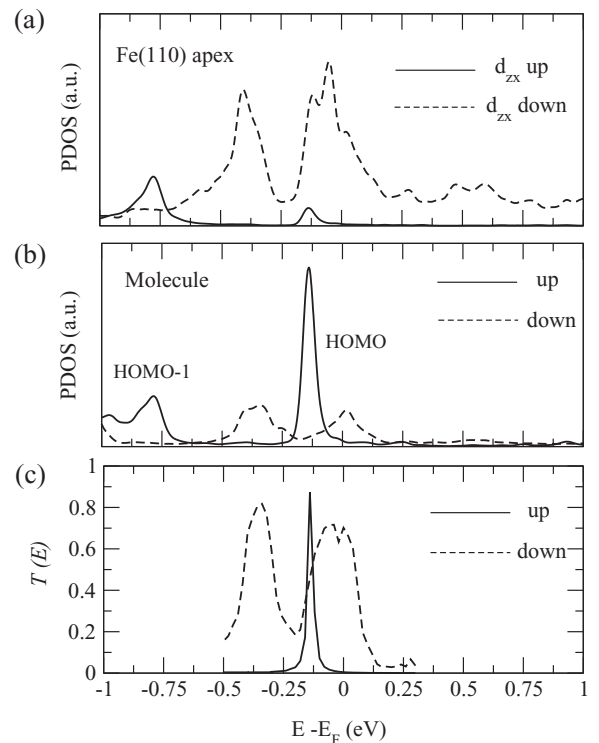 (a)
Fe(110) apex
d_zx up
d_zx down
PDOS (a.u.)
(b)
Molecule
up
down
HOMO
HOMO-1
PDOS (a.u.)
(c)
1
0.8
0.6
0.4
0.2
0
up
down
T (E)
-1 -0.75 -0.5 -0.25 0 0.25 0.5 0.75 1
E -E_F (eV)